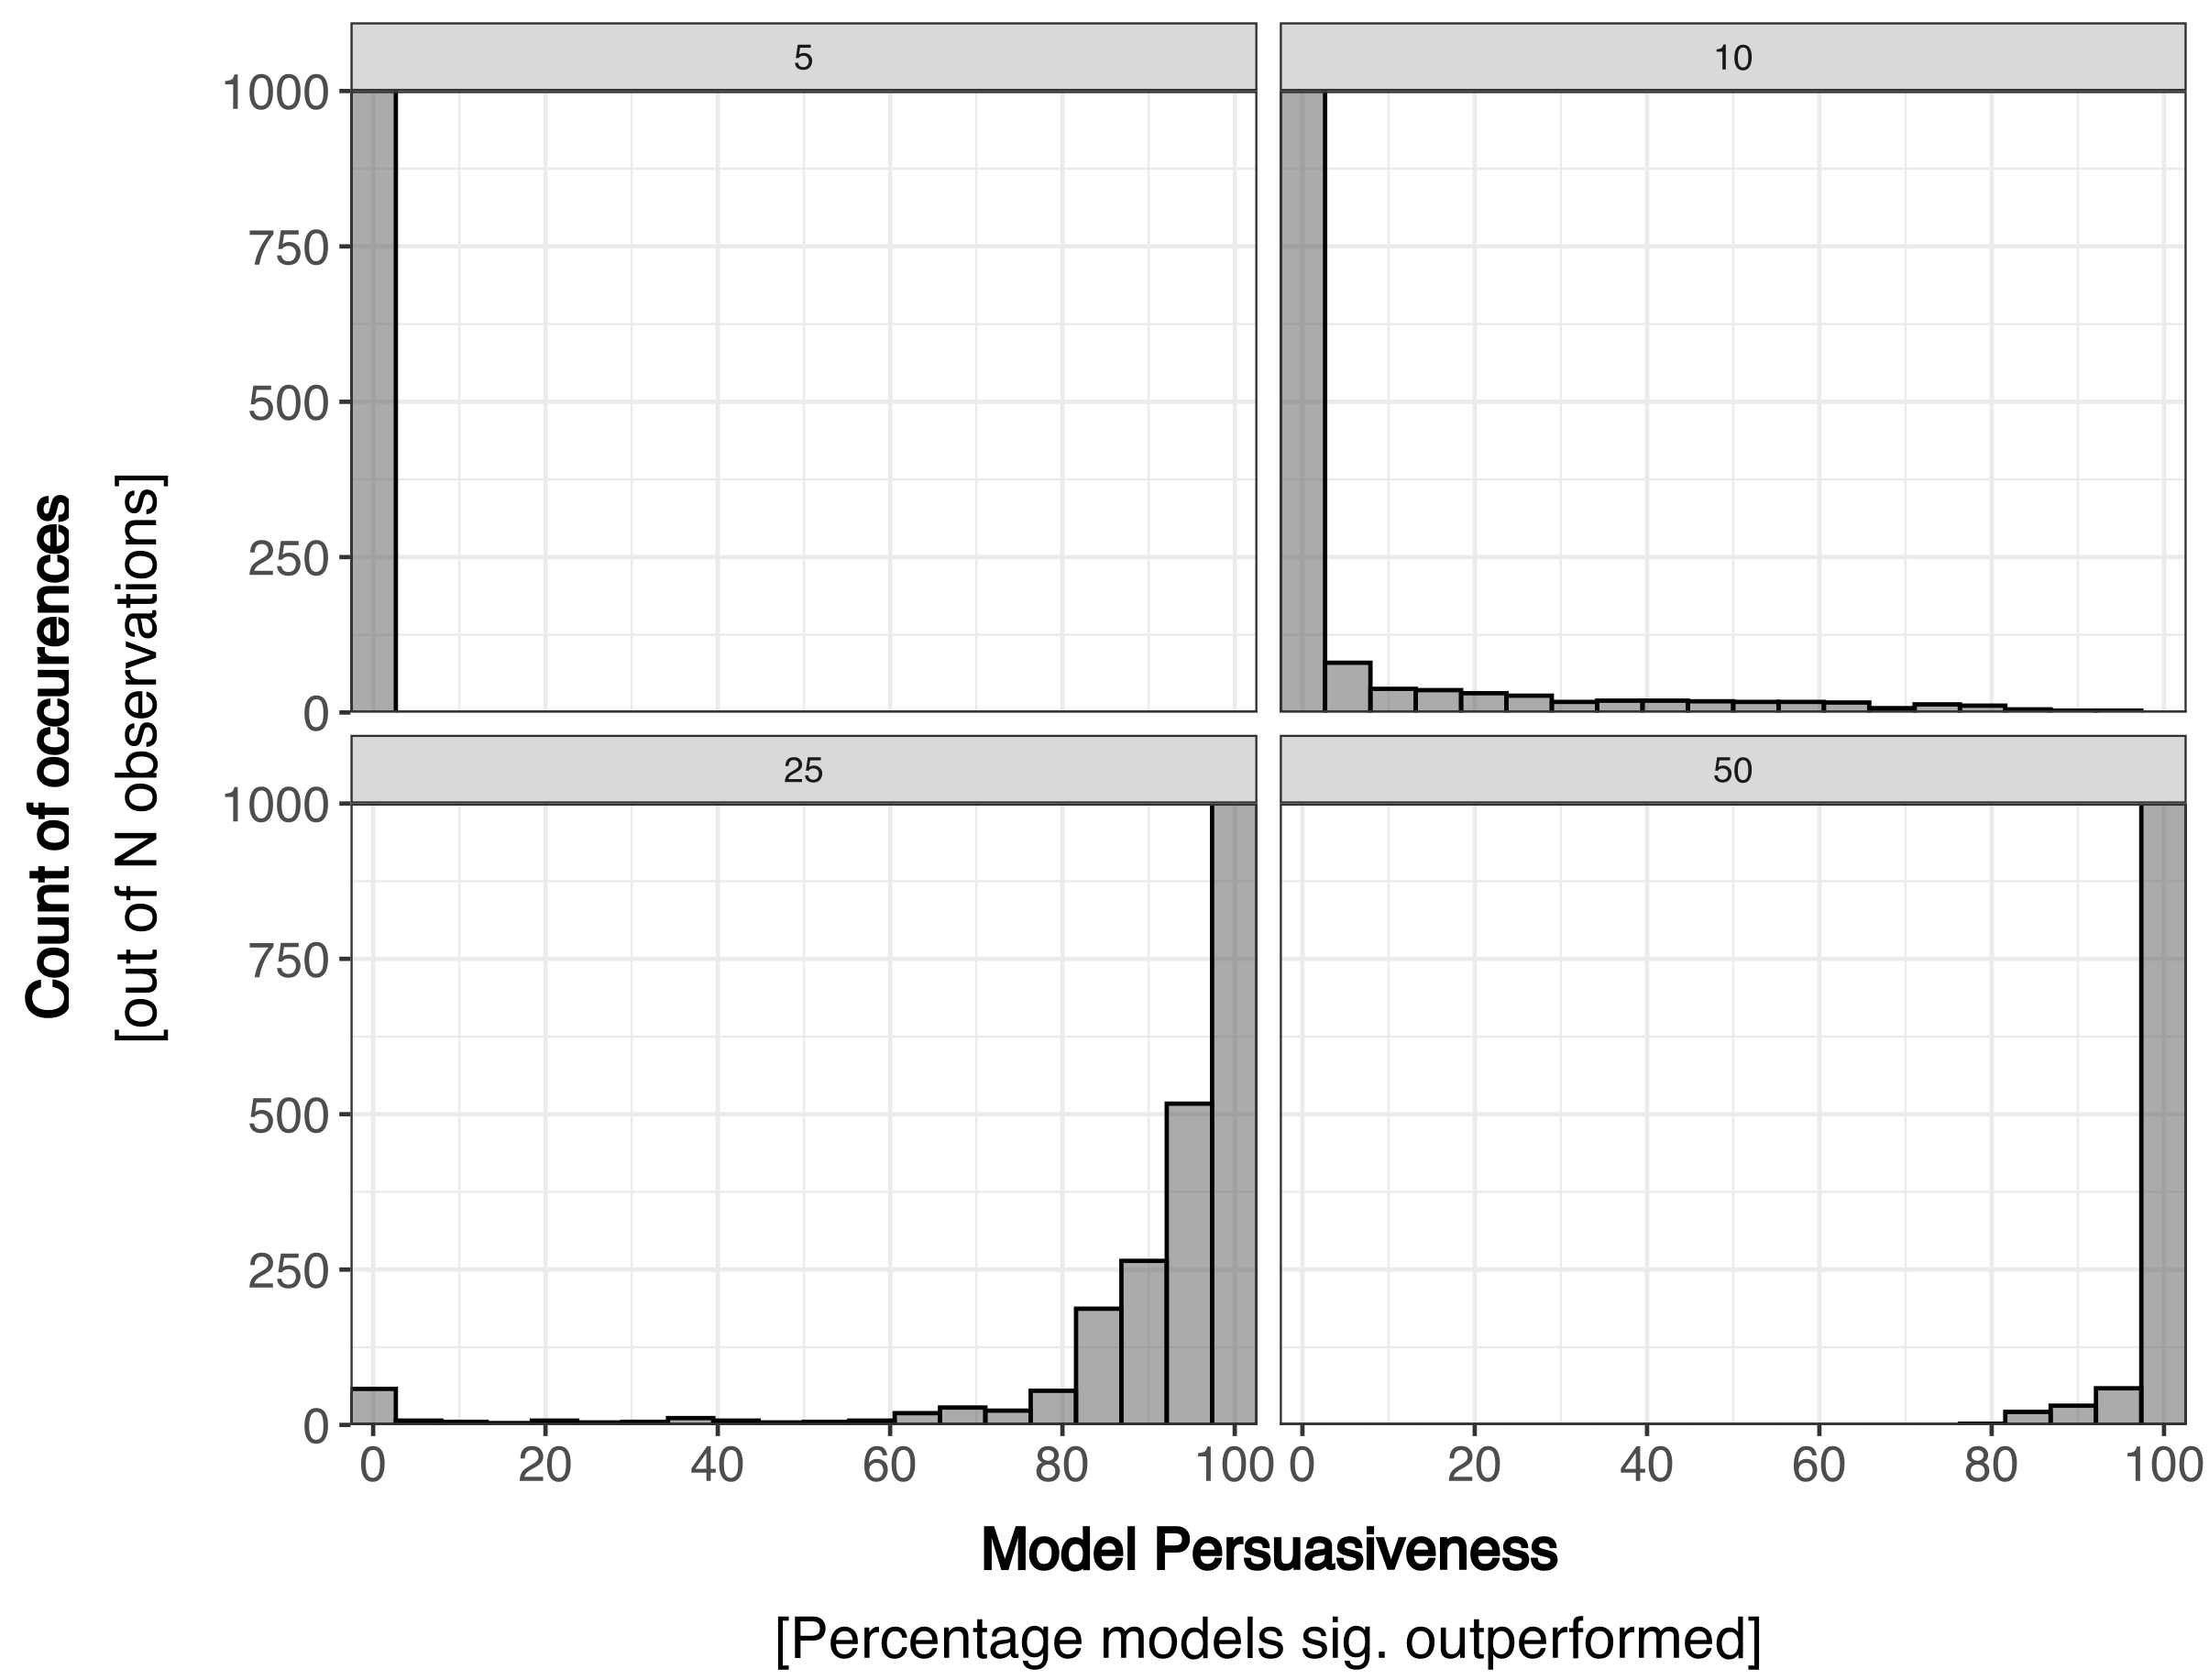 5
10
1000
750
500
250
0
25
50
1000
750
500
250
0
0 20 40 60 80 100 0 20 40 60 80 100
Count of occurences
[out of N observations]
Model Persuasiveness
[Percentage models sig. outperformed]